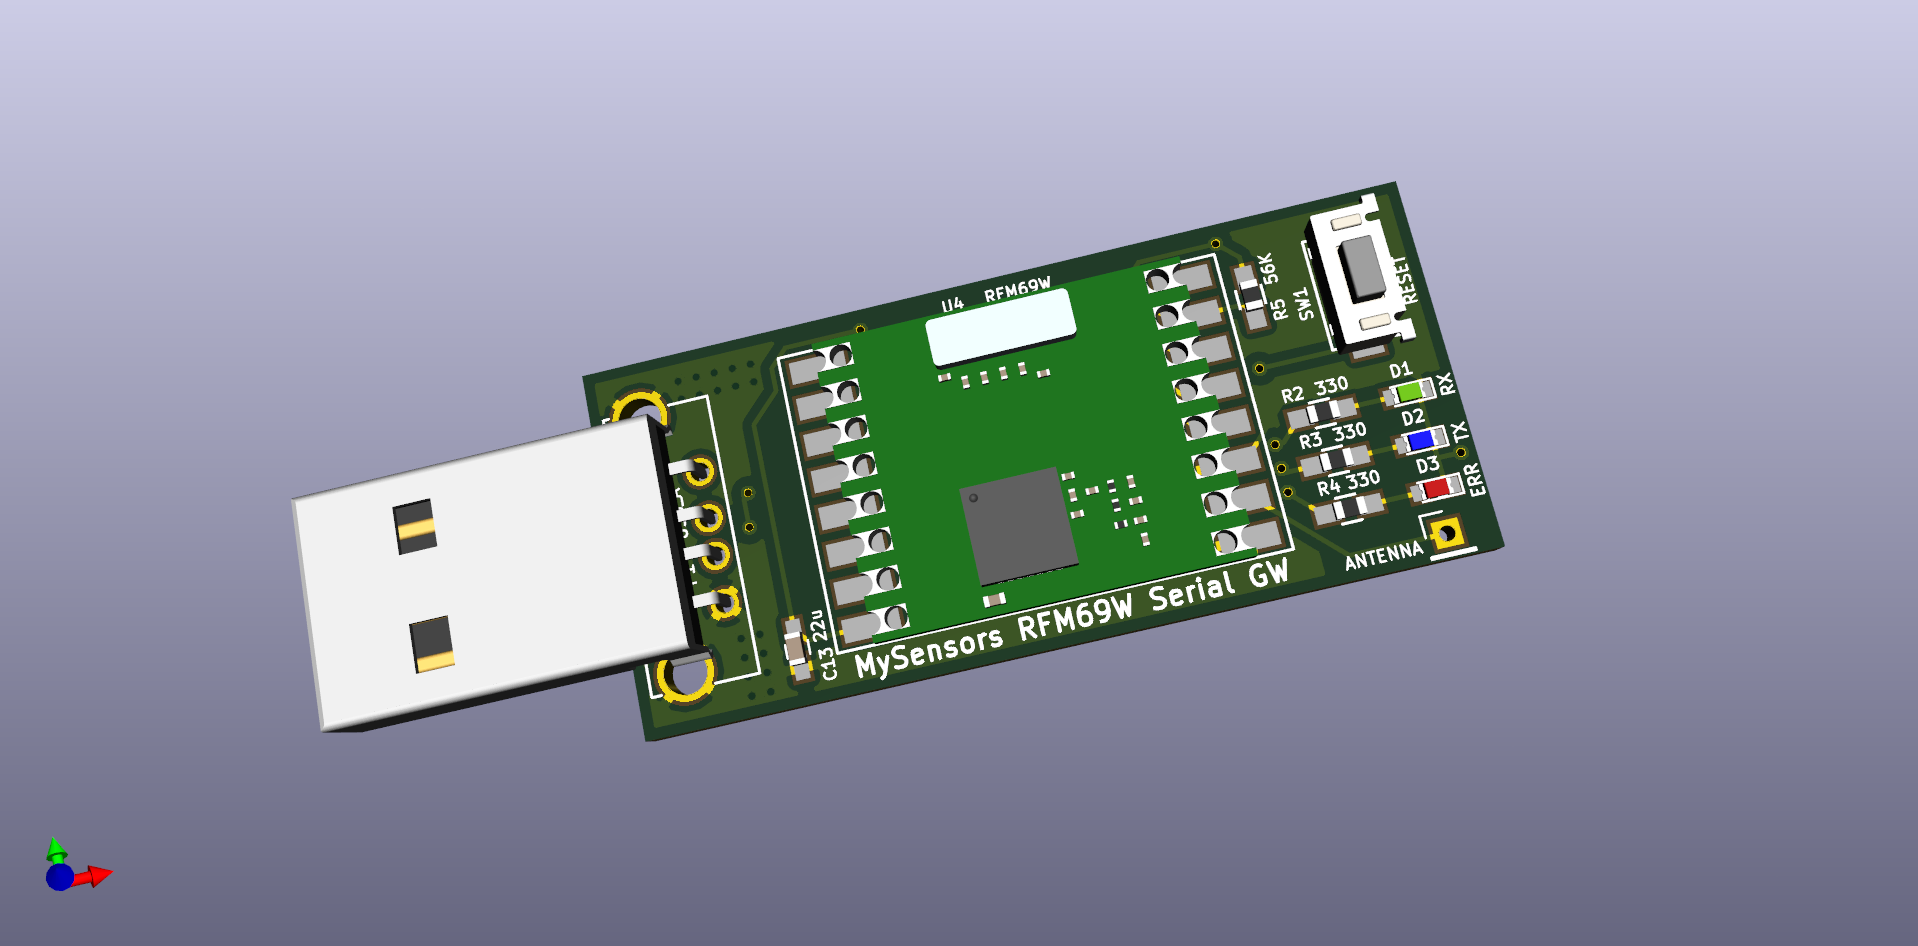 U4 RFM69W
56K
R5
SW1
RESET
R2 330
D1
RX
R3 330
D2
TX
R4 330
D3
ERR
ANTENNA
C13 22u
MySensors RFM69W Serial GW